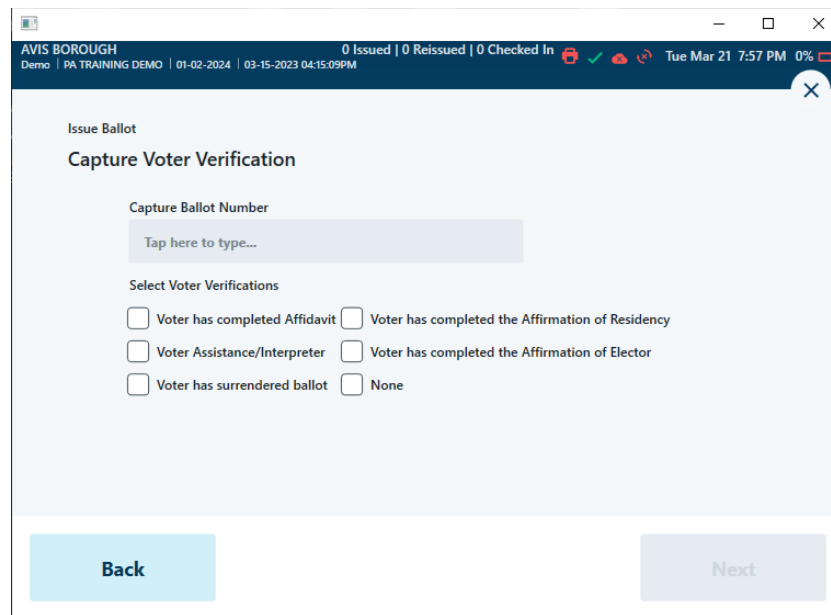 AVIS BOROUGH 0 Issued | 0 Reissued | 0 Checked In Tue Mar 21 7:57 PM 0%
Demo | PA TRAINING DEMO | 01-02-2024 | 03-15-2023 04:15:09PM
Issue Ballot
Capture Voter Verification
Capture Ballot Number
Tap here to type...
Select Voter Verifications
Voter has completed Affidavit Voter has completed the Affirmation of Residency
Voter Assistance/Interpreter Voter has completed the Affirmation of Elector
Voter has surrendered ballot None
Back Next